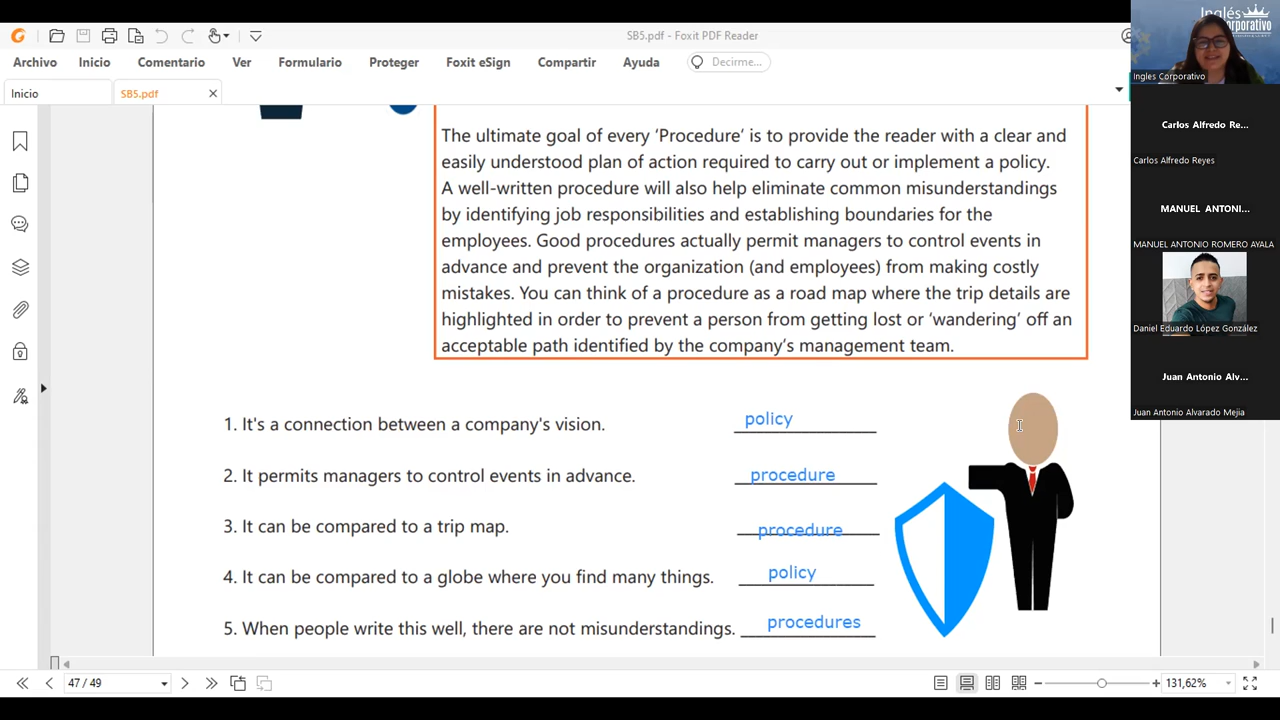 SB5.pdf - Foxit PDF Reader
Archivo Inicio Comentario Ver Formulario Proteger Foxit eSign Compartir Ayuda Decirme...
Inicio SB5.pdf
The ultimate goal of every ‘Procedure’ is to provide the reader with a clear and
easily understood plan of action required to carry out or implement a policy.
A well-written procedure will also help eliminate common misunderstandings
by identifying job responsibilities and establishing boundaries for the
employees. Good procedures actually permit managers to control events in
advance and prevent the organization (and employees) from making costly
mistakes. You can think of a procedure as a road map where the trip details are
highlighted in order to prevent a person from getting lost or ‘wandering’ off an
acceptable path identified by the company’s management team.
1. It's a connection between a company's vision. policy
2. It permits managers to control events in advance. procedure
3. It can be compared to a trip map. procedure
4. It can be compared to a globe where you find many things. policy
5. When people write this well, there are not misunderstandings. procedures
47 / 49
131,62%
Inglés
Corporativo
Ingles Corporativo
Carlos Alfredo Re...
Carlos Alfredo Reyes
MANUEL ANTONI...
MANUEL ANTONIO ROMERO AYALA
Daniel Eduardo López González
Juan Antonio Alv...
Juan Antonio Alvarado Mejia